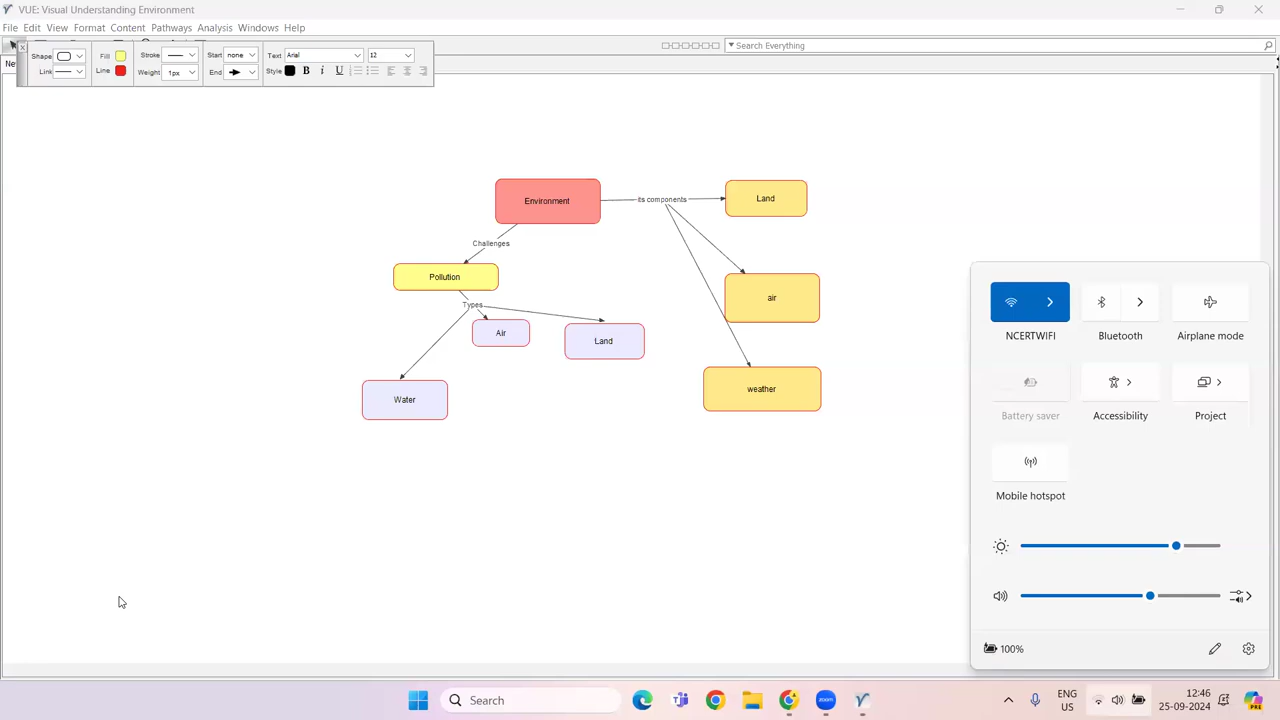 VUE: Visual Understanding Environment
File Edit View Format Content Pathways Analysis Windows Help
Shape Fill Stroke Start none Text Arial 12
Search Everything
Link Line Weight 1px End Style B i U
Environment
its components
Land
Challenges
Pollution
air
Types
Air
Land
weather
Water
NCERTWIFI Bluetooth Airplane mode
Battery saver Accessibility Project
Mobile hotspot
100%
Search
zoom
ENG
US
12:46
25-09-2024
PRE